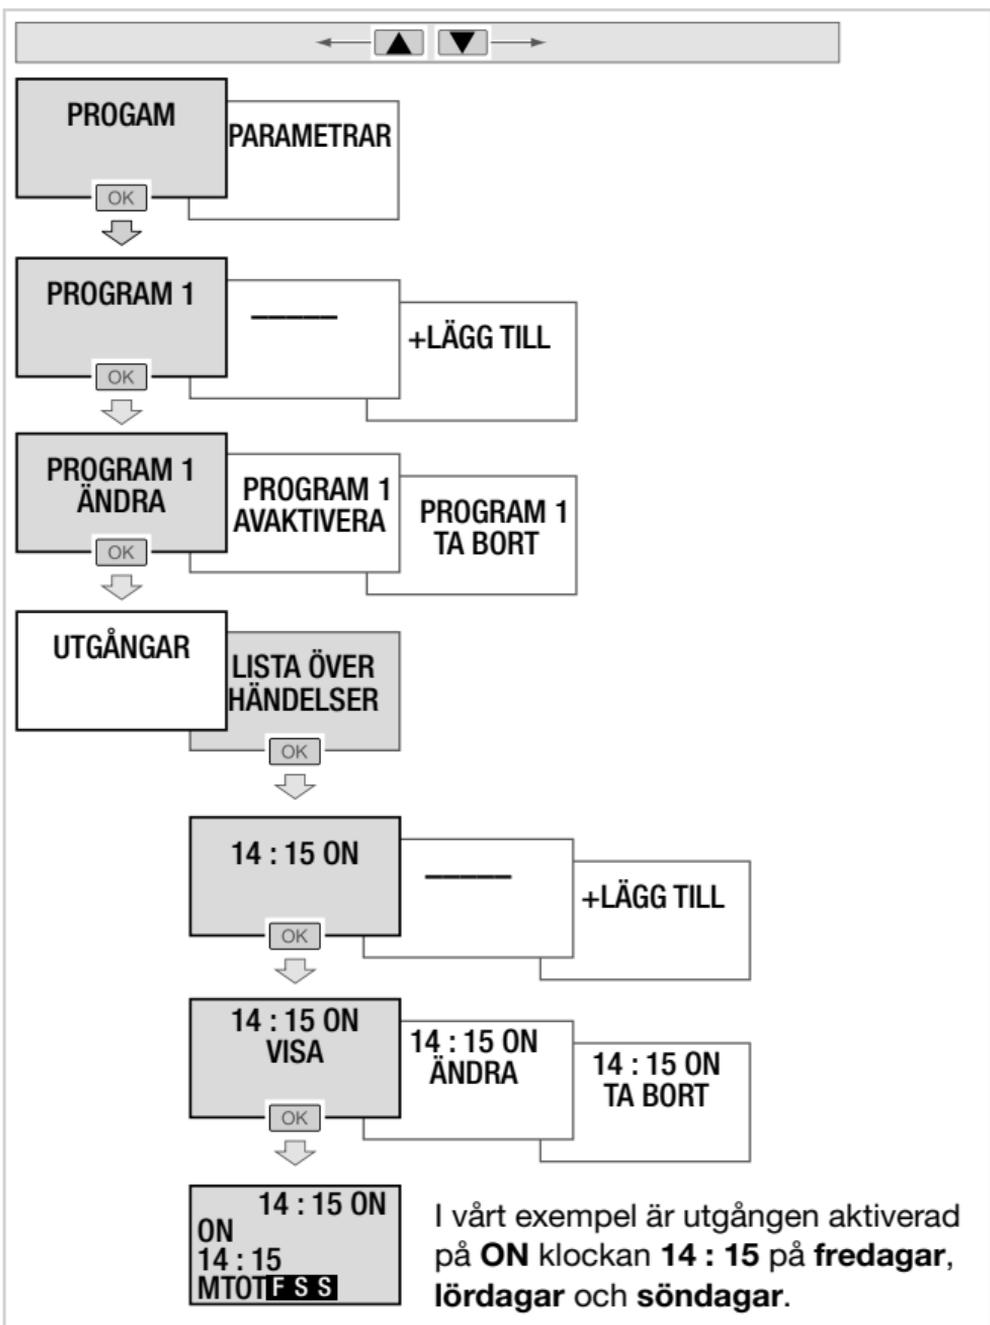 PROGAM
PARAMETRAR
OK
PROGRAM 1
_____
+LÄGG TILL
OK
PROGRAM 1
ÄNDRA
PROGRAM 1
AVAKTIVERA
PROGRAM 1
TA BORT
OK
UTGÅNGAR
LISTA ÖVER
HÄNDELSER
OK
14 : 15 ON
_____
+LÄGG TILL
OK
14 : 15 ON
VISA
14 : 15 ON
ÄNDRA
14 : 15 ON
TA BORT
OK
14 : 15 ON
ON
14 : 15
MTOTF S S
I vårt exempel är utgången aktiverad
på ON klockan 14 : 15 på fredagar,
lördagar och söndagar.